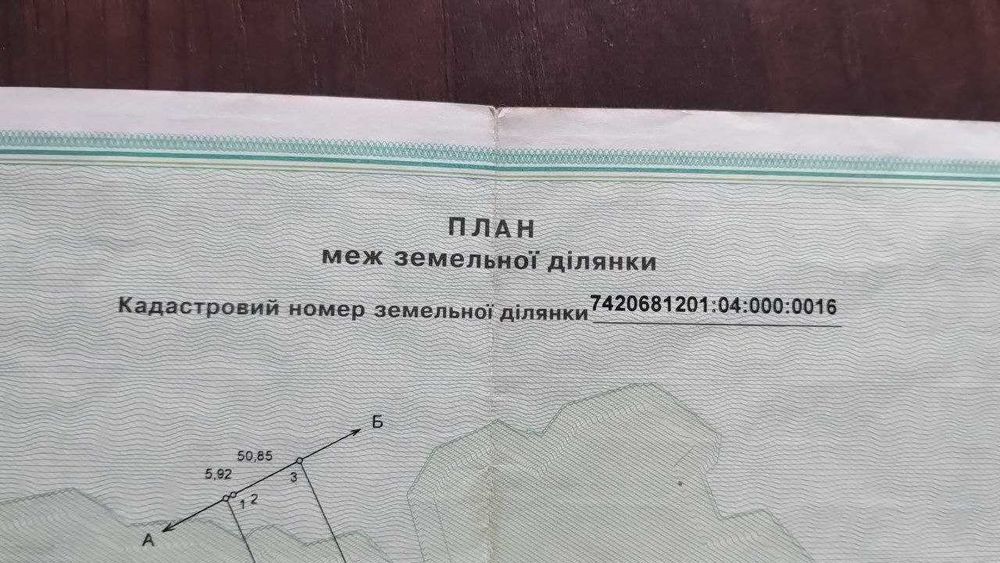 ПЛАН
меж земельної ділянки
Кадастровий номер земельної ділянки 7420681201:04:000:0016
Б
50,85
5,92
3
1 2
А